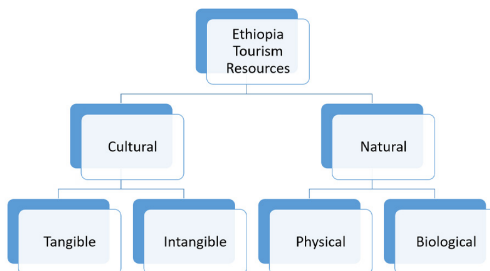 Ethiopia
Tourism
Resources
Cultural
Natural
Tangible
Intangible
Physical
Biological